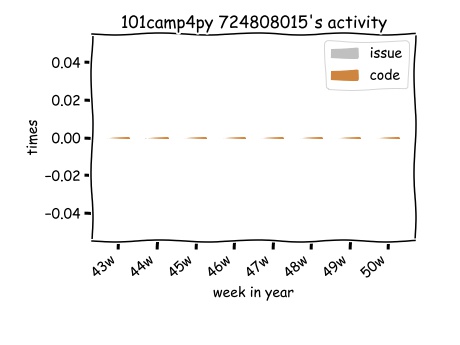 101camp4py 724808015's activity
issue
code
0.04
0.02
0.00
−0.02
−0.04
times
43w
44w
45w
46w
47w
48w
49w
50w
week in year